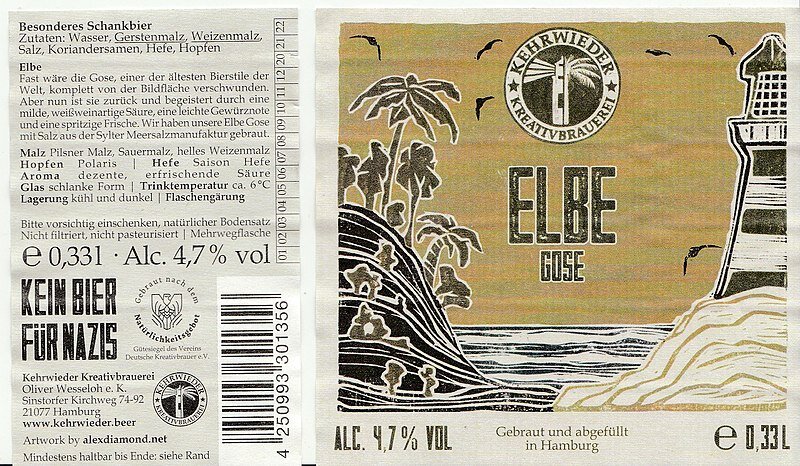 Besonderes Schankbier
Zutaten: Wasser, Gerstenmalz, Weizenmalz,
Salz, Koriandersamen, Hefe, Hopfen
Elbe
Fast wäre die Gose, einer der ältesten Bierstile der
Welt, komplett von der Bildfläche verschwunden.
Aber nun ist sie zurück und begeistert durch eine
milde, weißweinartige Säure, eine leichte Gewürznote
und eine spritzige Frische. Wir haben unsere Elbe Gose
mit Salz aus der Sylter Meersalzmanufaktur gebraut.
Malz Pilsner Malz, Sauermalz, helles Weizenmalz
Hopfen Polaris | Hefe Saison Hefe
Aroma dezente, erfrischende Säure
Glas schlanke Form | Trinktemperatur ca. 6°C
Lagerung kühl und dunkel | Flaschengärung
Bitte vorsichtig einschenken, natürlicher Bodensatz
Nicht filtriert, nicht pasteurisiert | Mehrwegflasche
℮ 0,33l · Alc. 4,7% vol
01 02 03 04 05 06 07 08 09 10 11 12 20 21 22
KEIN BIER
FÜR NAZIS
Gebraut nach dem
Natürlichkeitsgebot
Gütesiegel des Vereins
Deutsche Kreativbrauer e.V.
Kehrwieder Kreativbrauerei
Oliver Wesseloh e. K.
Sinstorfer Kirchweg 74-92
21077 Hamburg
www.kehrwieder.beer
KEHRWIEDER
KREATIVBRAUEREI
Artwork by alexdiamond.net
Mindestens haltbar bis Ende: siehe Rand
4 250993 301356
KEHRWIEDER
KREATIVBRAUEREI
ELBE
GOSE
ALC. 4,7% VOL
Gebraut und abgefüllt
in Hamburg
℮ 0,33L